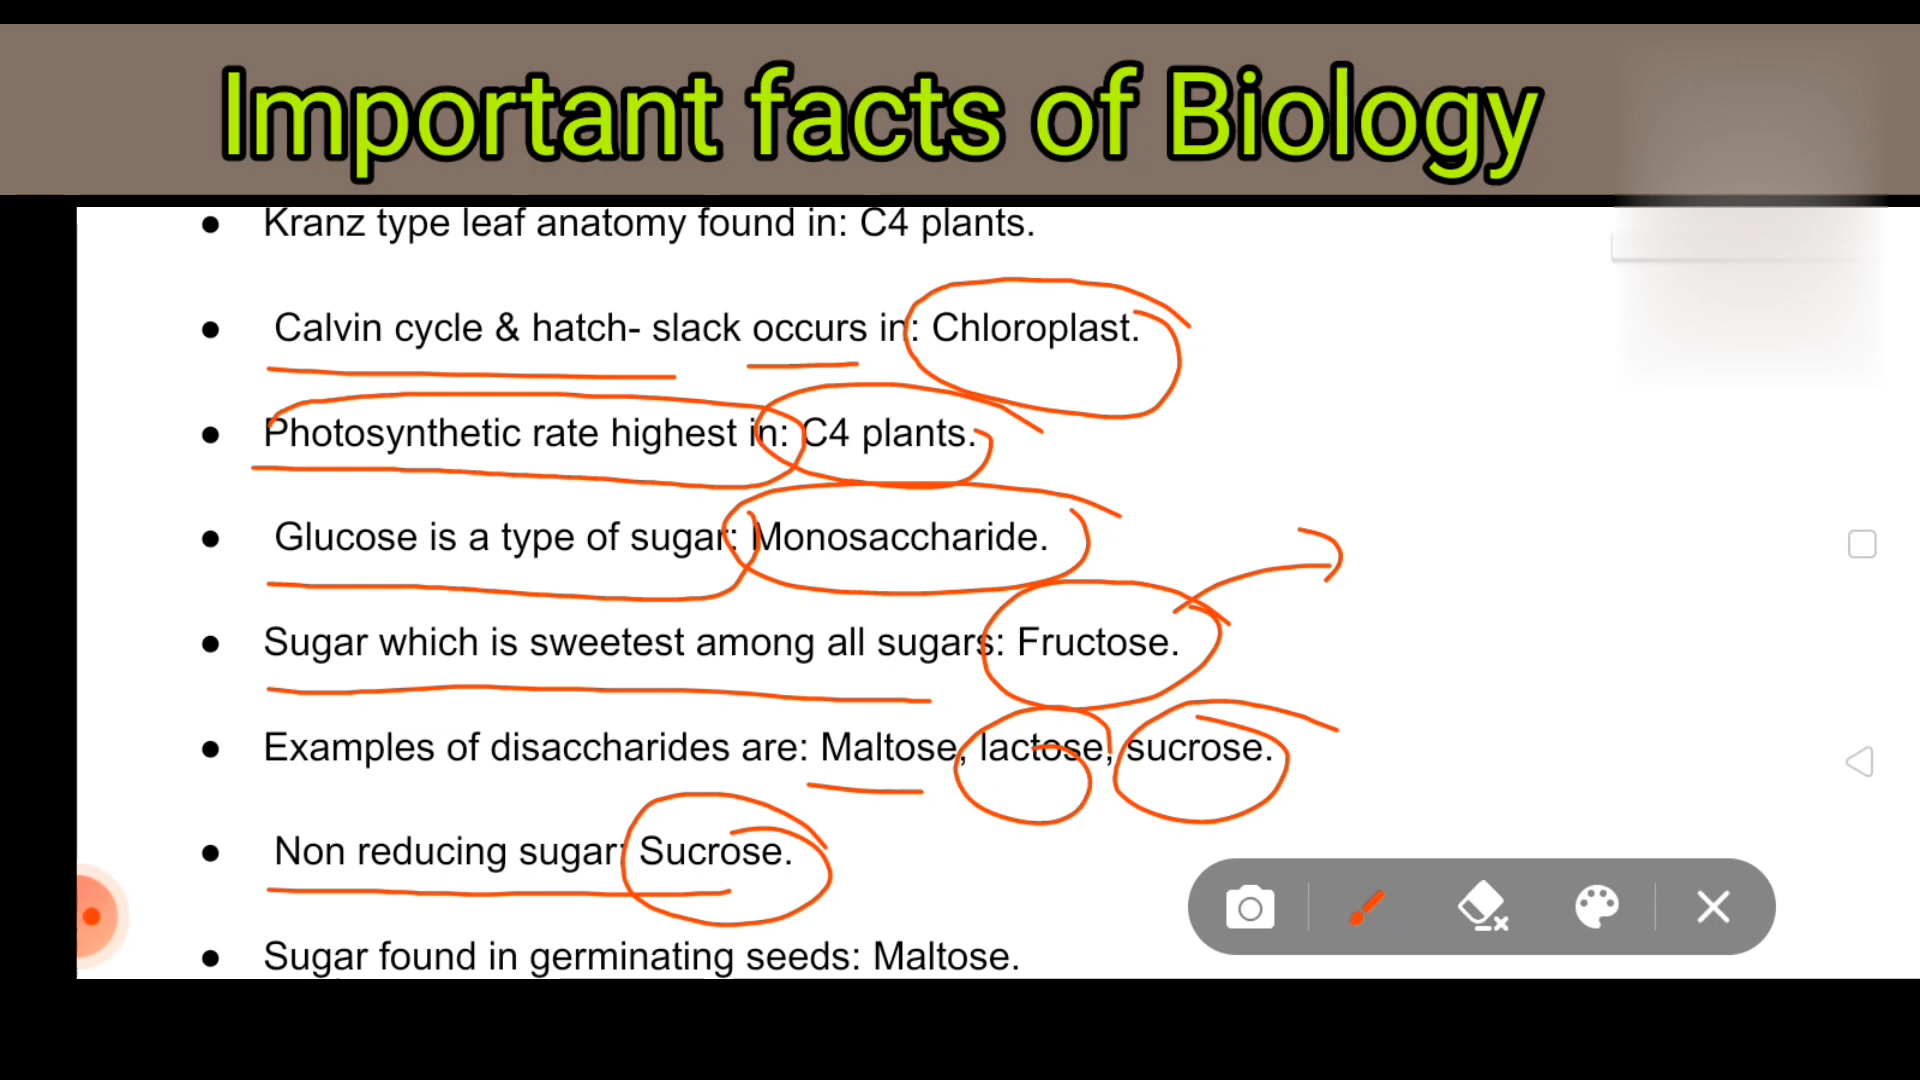 Important facts of Biology
● Kranz type leaf anatomy found in: C4 plants.
● Calvin cycle & hatch- slack occurs in: Chloroplast.
● Photosynthetic rate highest in: C4 plants.
● Glucose is a type of sugar: Monosaccharide.
● Sugar which is sweetest among all sugars: Fructose.
● Examples of disaccharides are: Maltose, lactose, sucrose.
● Non reducing sugar: Sucrose.
● Sugar found in germinating seeds: Maltose.